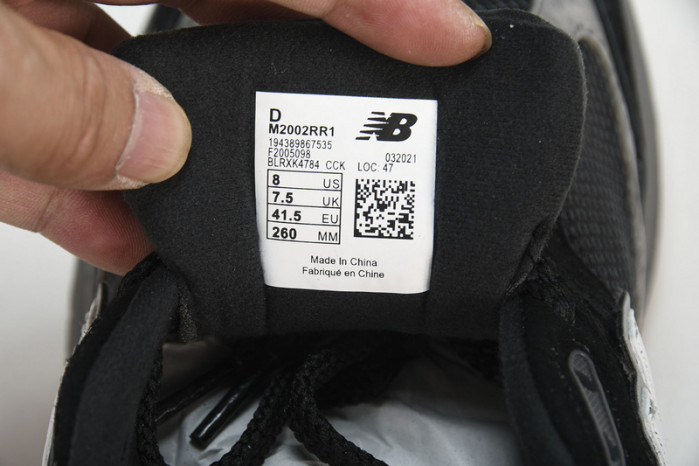 D
M2002RR1
194389867535
F2005098 032021
BLRXK4784 CCK LOC: 47
8 US
7.5 UK
41.5 EU
260 MM
NB
Made In China
Fabriqué en Chine